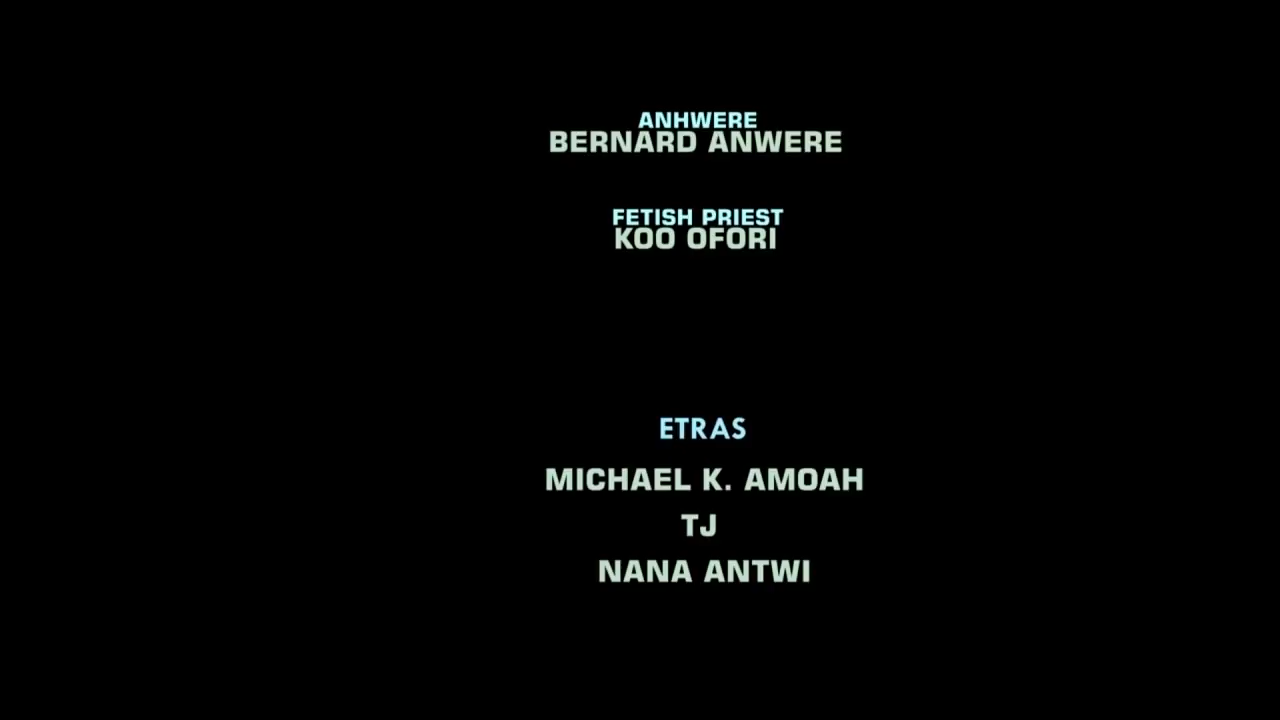 ANHWERE
BERNARD ANWERE
FETISH PRIEST
KOO OFORI
ETRAS
MICHAEL K. AMOAH
TJ
NANA ANTWI